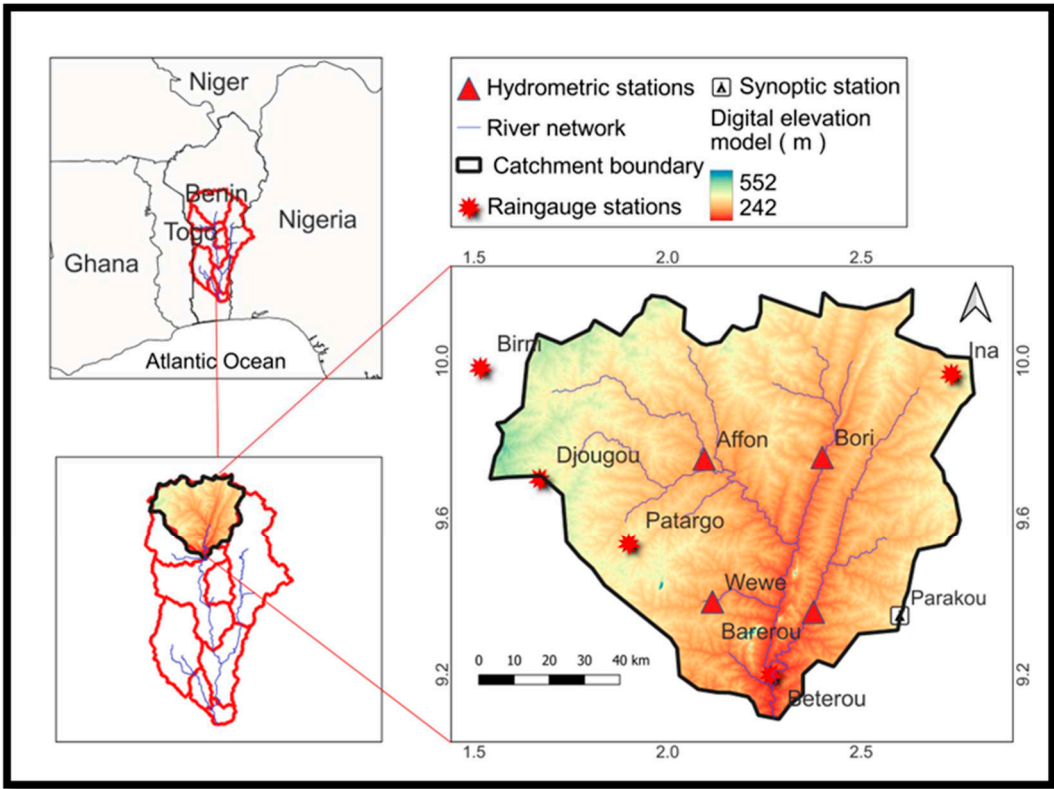 Niger
Benin
Nigeria
Togo
Ghana
Atlantic Ocean
Hydrometric stations
River network
Catchment boundary
Raingauge stations
Synoptic station
Digital elevation
model ( m )
552
242
1.5 2.0 2.5
10.0 10.0
Birni
Ina
Affon
Bori
Djougou
9.6 9.6
Patargo
Wewe
Parakou
Barerou
0 10 20 30 40 km
9.2 9.2
Beterou
1.5 2.0 2.5